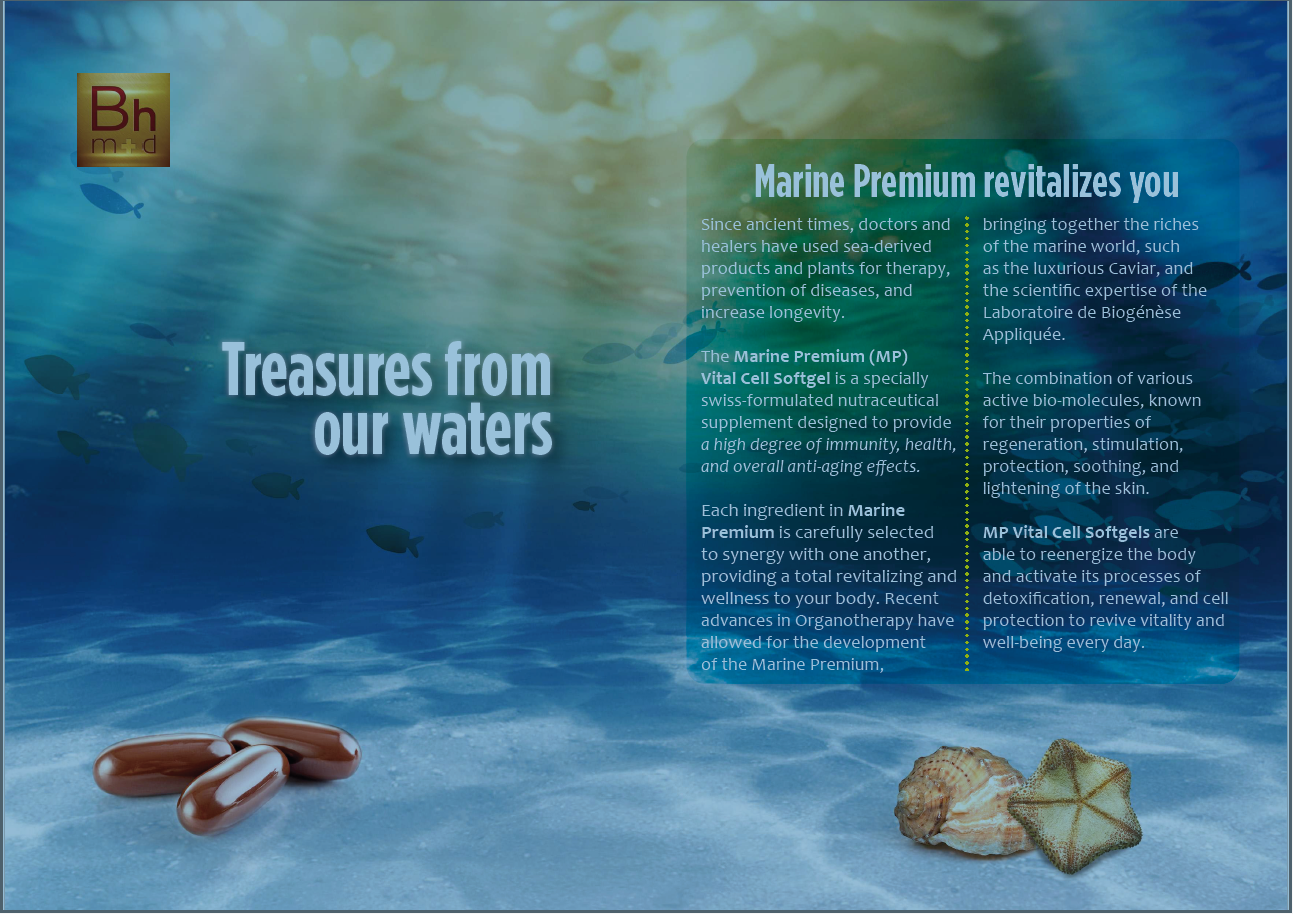 Bh
m+d
Treasures from
our waters
Marine Premium revitalizes you
Since ancient times, doctors and
healers have used sea-derived
products and plants for therapy,
prevention of diseases, and
increase longevity.
The Marine Premium (MP)
Vital Cell Softgel is a specially
swiss-formulated nutraceutical
supplement designed to provide
a high degree of immunity, health,
and overall anti-aging effects.
Each ingredient in Marine
Premium is carefully selected
to synergy with one another,
providing a total revitalizing and
wellness to your body. Recent
advances in Organotherapy have
allowed for the development
of the Marine Premium,
bringing together the riches
of the marine world, such
as the luxurious Caviar, and
the scientific expertise of the
Laboratoire de Biogénèse
Appliquée.
The combination of various
active bio-molecules, known
for their properties of
regeneration, stimulation,
protection, soothing, and
lightening of the skin.
MP Vital Cell Softgels are
able to reenergize the body
and activate its processes of
detoxification, renewal, and cell
protection to revive vitality and
well-being every day.